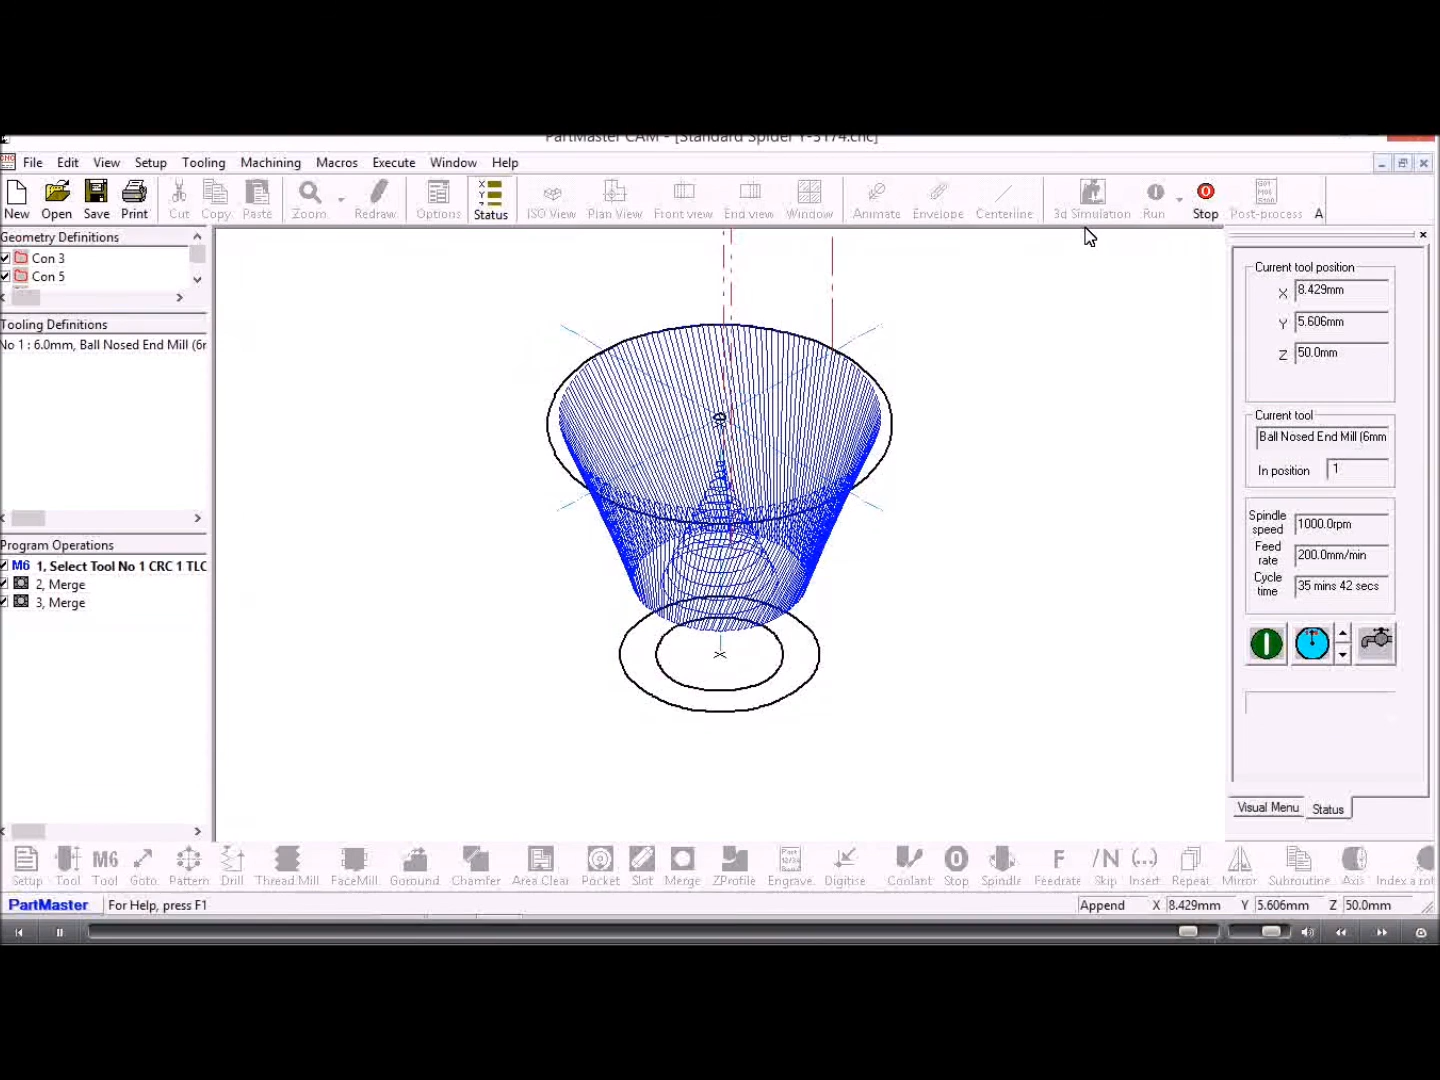 PartMaster CAM - [Standard Spider Y-3174.cnc]
File Edit View Setup Tooling Machining Macros Execute Window Help
New Open Save Print Cut Copy Paste Zoom Redraw Options Status ISO View Plan View Front view End view Window Animate Envelope Centerline 3d Simulation Run Stop Post-process A
X
Y
Z
Geometry Definitions
Con 3
Con 5
Tooling Definitions
No 1 : 6.0mm, Ball Nosed End Mill (6r
Program Operations
M6 1, Select Tool No 1 CRC 1 TLC
2, Merge
3, Merge
Current tool position
X 8.429mm
Y 5.606mm
Z 50.0mm
Current tool
Ball Nosed End Mill (6mm
In position 1
Spindle speed 1000.0rpm
Feed rate 200.0mm/min
Cycle time 35 mins 42 secs
Visual Menu Status
M6 F /N (...)
Setup Tool Tool Goto Pattern Drill Thread Mill FaceMill Goround Chamfer Area Clear Pocket Slot Merge ZProfile Engrave Digitise Coolant Stop Spindle Feedrate Skip Insert Repeat Mirror Subroutine Axis Index a rot
PartMaster For Help, press F1 Append X 8.429mm Y 5.606mm Z 50.0mm